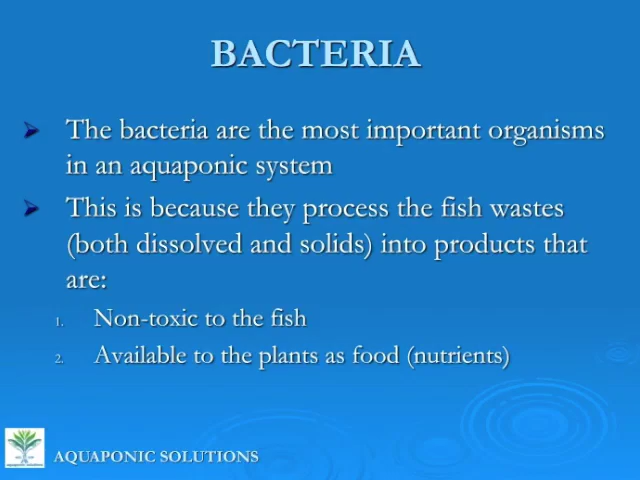 BACTERIA
The bacteria are the most important organisms
in an aquaponic system
This is because they process the fish wastes
(both dissolved and solids) into products that
are:
1. Non-toxic to the fish
2. Available to the plants as food (nutrients)
AQUAPONIC SOLUTIONS